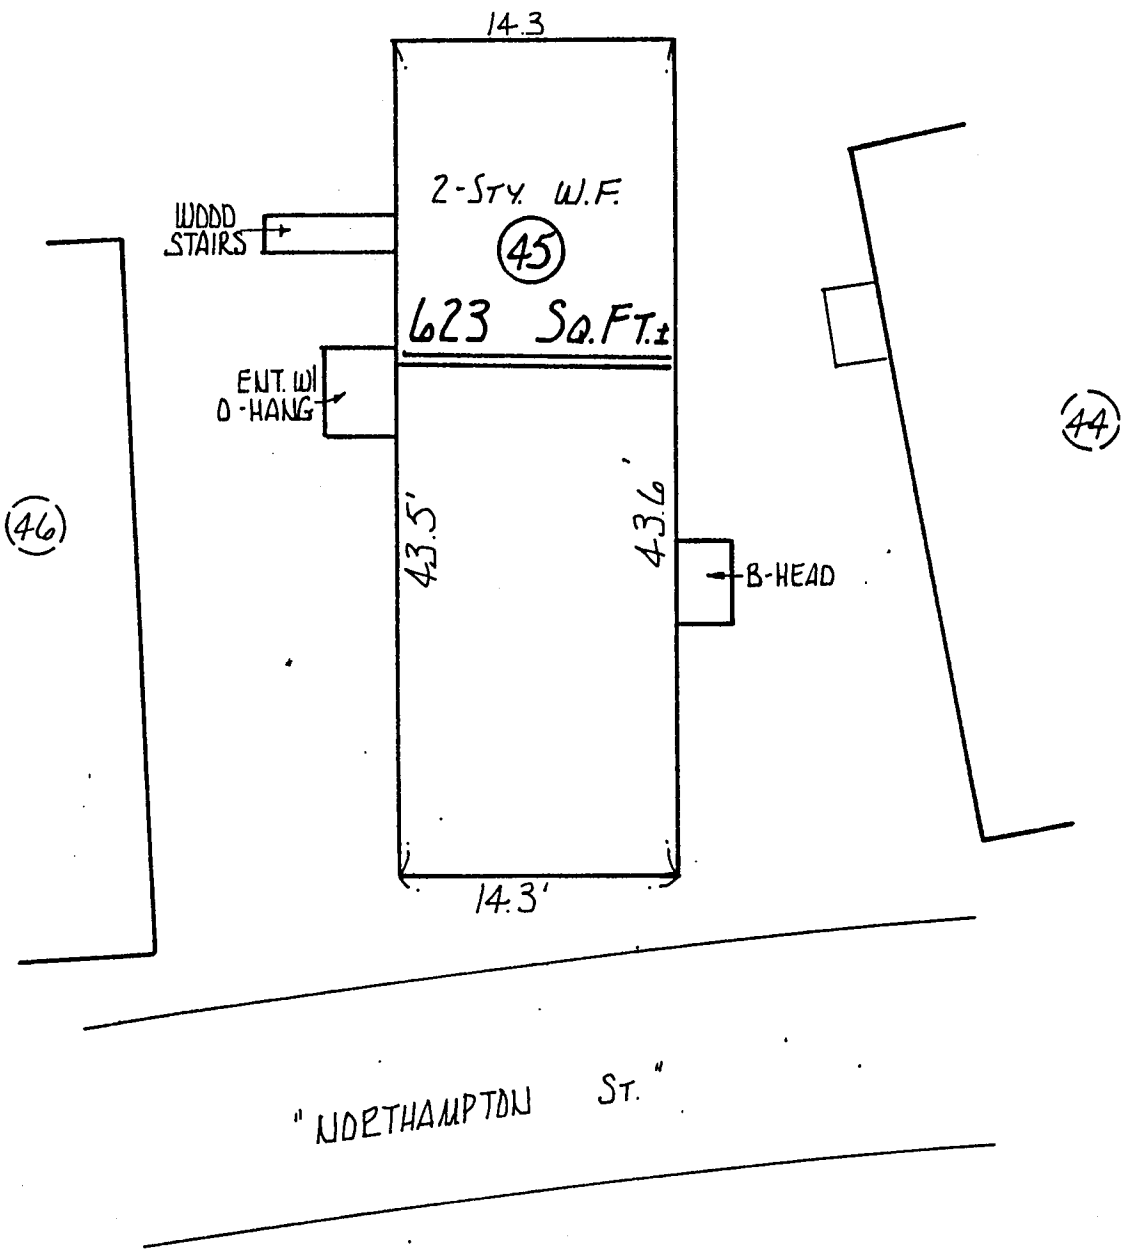 14.3
2-STY. W.F.
WOOD
STAIRS
45
623 SQ.FT.±
ENT. W/
O-HANG
44
46
43.5'
43.6'
B-HEAD
14.3'
"NORTHAMPTON ST."